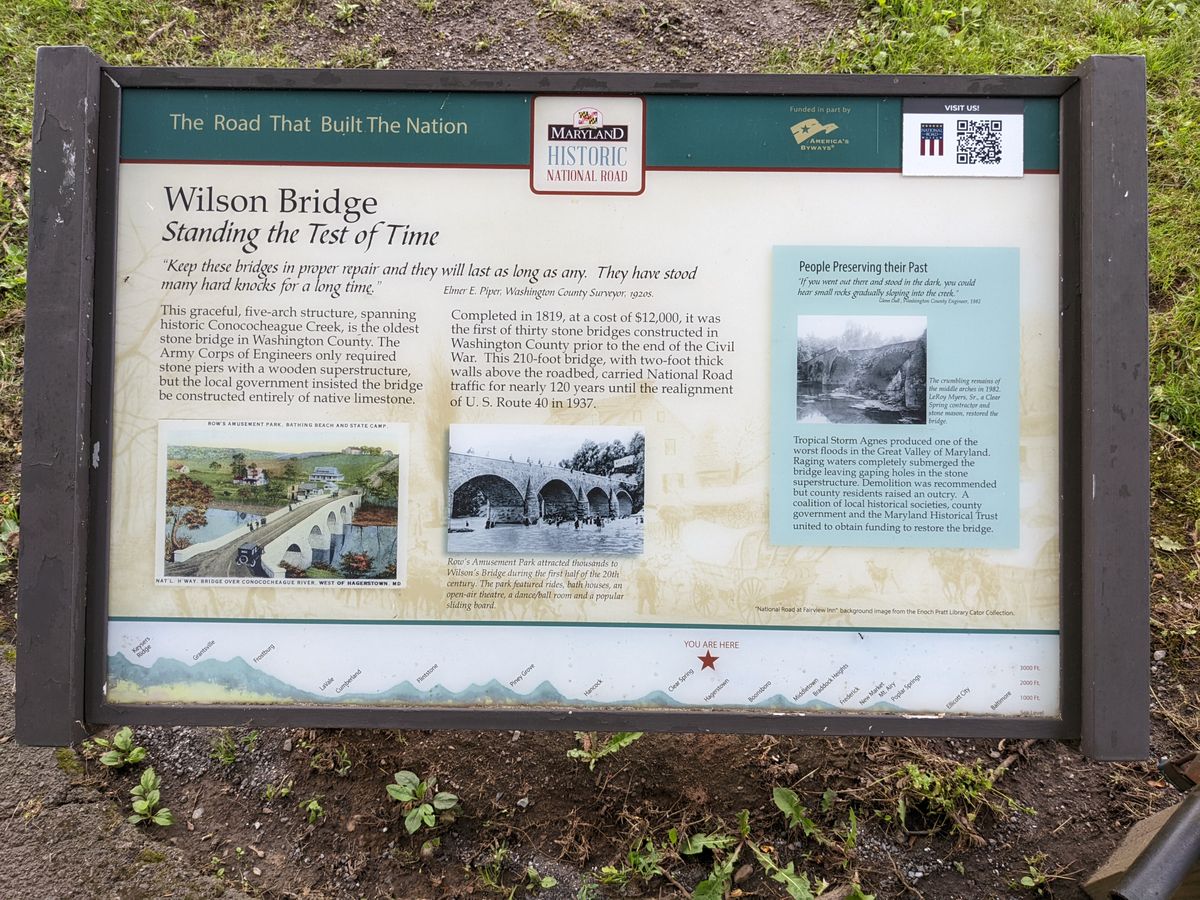 The Road That Built The Nation
MARYLAND
HISTORIC
NATIONAL ROAD
Funded in part by
AMERICA'S
BYWAYS®
VISIT US!
NATIONAL
ROAD
Wilson Bridge
Standing the Test of Time
"Keep these bridges in proper repair and they will last as long as any. They have stood
many hard knocks for a long time."
Elmer E. Piper, Washington County Surveyor, 1920s.
This graceful, five-arch structure, spanning
historic Conococheague Creek, is the oldest
stone bridge in Washington County. The
Army Corps of Engineers only required
stone piers with a wooden superstructure,
but the local government insisted the bridge
be constructed entirely of native limestone.
Completed in 1819, at a cost of $12,000, it was
the first of thirty stone bridges constructed in
Washington County prior to the end of the Civil
War. This 210-foot bridge, with two-foot thick
walls above the roadbed, carried National Road
traffic for nearly 120 years until the realignment
of U. S. Route 40 in 1937.
ROW'S AMUSEMENT PARK, BATHING BEACH AND STATE CAMP.
NAT'L. H'WAY. BRIDGE OVER CONOCOCHEAGUE RIVER, WEST OF HAGERSTOWN, MD
Row's Amusement Park attracted thousands to
Wilson's Bridge during the first half of the 20th
century. The park featured rides, bath houses, an
open-air theatre, a dance/ball room and a popular
sliding board.
People Preserving their Past
"If you went out there and stood in the dark, you could
hear small rocks gradually sloping into the creek."
Washington County Engineer, 1982
The crumbling remains of
the middle arches in 1982.
LeRoy Myers, Sr., a Clear
Spring contractor and
stone mason, restored the
bridge.
Tropical Storm Agnes produced one of the
worst floods in the Great Valley of Maryland.
Raging waters completely submerged the
bridge leaving gaping holes in the stone
superstructure. Demolition was recommended
but county residents raised an outcry. A
coalition of local historical societies, county
government and the Maryland Historical Trust
united to obtain funding to restore the bridge.
"National Road at Fairview Inn" background image from the Enoch Pratt Library Cator Collection.
Keysers
Ridge
Grantsville
Frostburg
LaVale
Cumberland
Flintstone
Piney Grove
Hancock
Clear Spring
YOU ARE HERE
Hagerstown
Boonsboro
Middletown
Braddock Heights
Frederick
New Market
Mt. Airy
Poplar Springs
Ellicott City
Baltimore
3000 Ft.
2000 Ft.
1000 Ft.